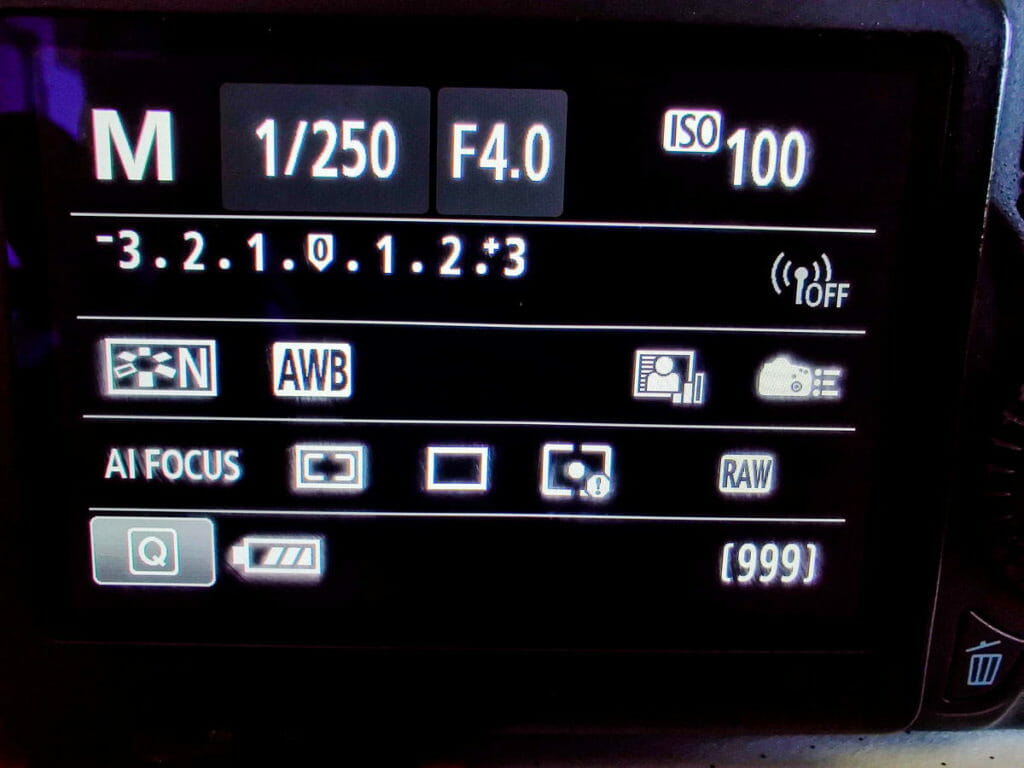 M 1/250 F4.0 ISO 100
-3.2.1.0.1.2.+3
OFF
N AWB
AI FOCUS RAW
Q [999]